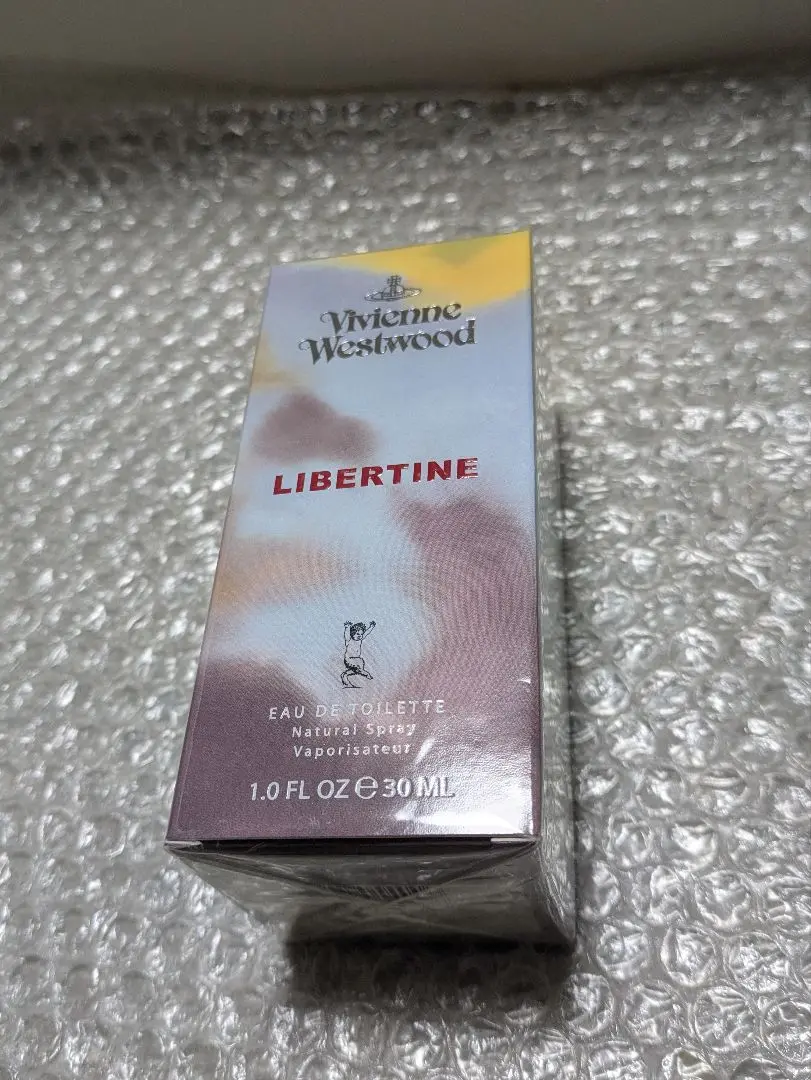 Vivienne
Westwood
LIBERTINE
EAU DE TOILETTE
Natural Spray
Vaporisateur
1.0 FL OZ ℮ 30 ML